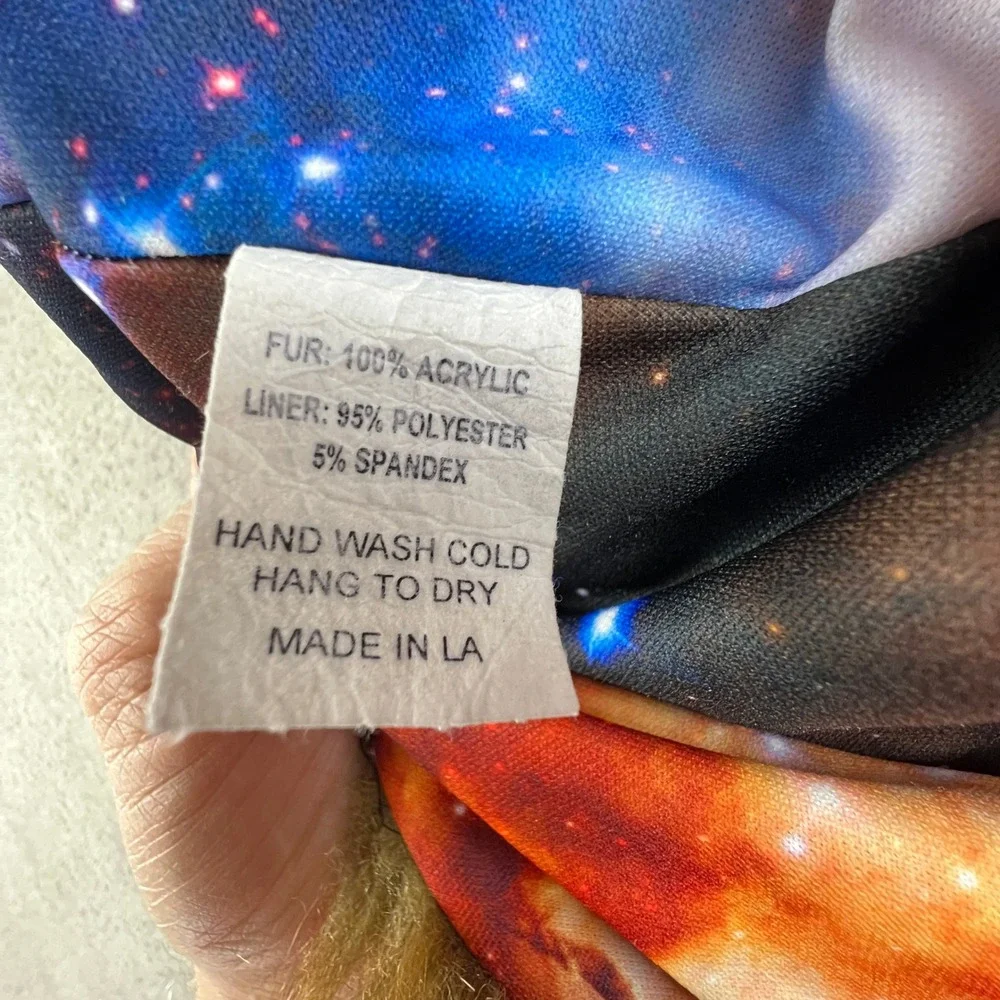 FUR: 100% ACRYLIC
LINER: 95% POLYESTER
5% SPANDEX
HAND WASH COLD
HANG TO DRY
MADE IN LA